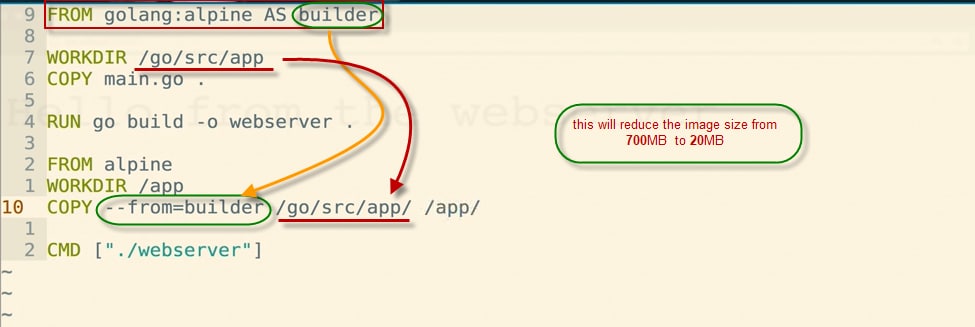 9 FROM golang:alpine AS builder
8
7 WORKDIR /go/src/app
6 COPY main.go .
5
Hello from the webserver
4 RUN go build -o webserver .
3
2 FROM alpine
1 WORKDIR /app
10 COPY --from=builder /go/src/app/ /app/
1
2 CMD ["./webserver"]
~
~
~
this will reduce the image size from
700MB to 20MB